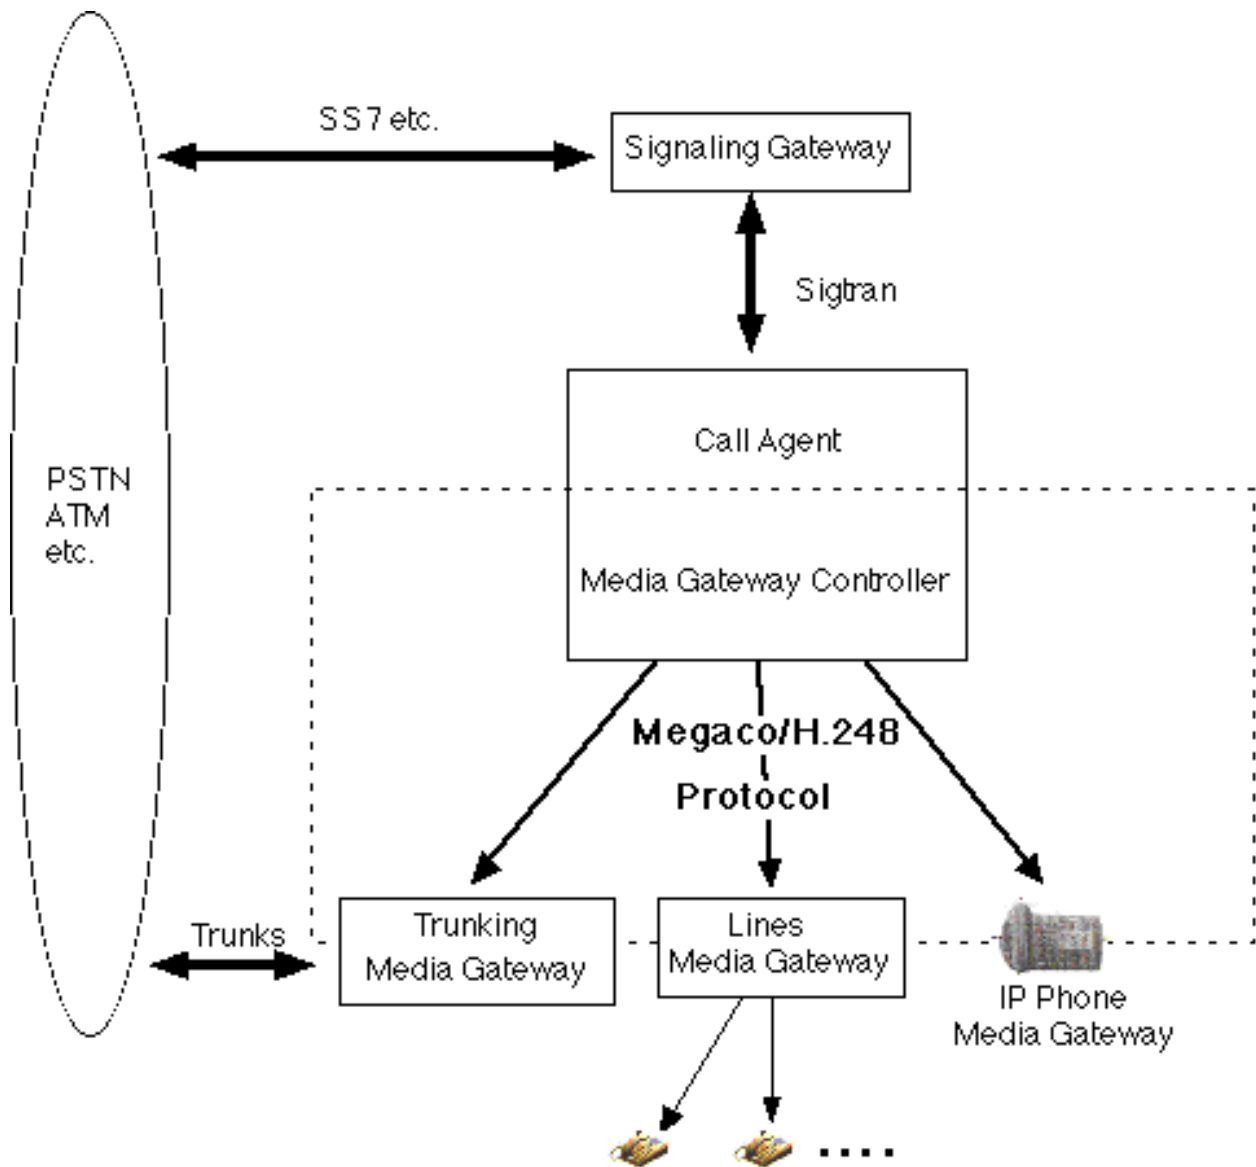 SS7 etc.
Signaling Gateway
Sigtran
Call Agent
PSTN
ATM
etc.
Media Gateway Controller
Megaco/H.248
Protocol
Trunks
Trunking
Media Gateway
Lines
Media Gateway
IP Phone
Media Gateway
....